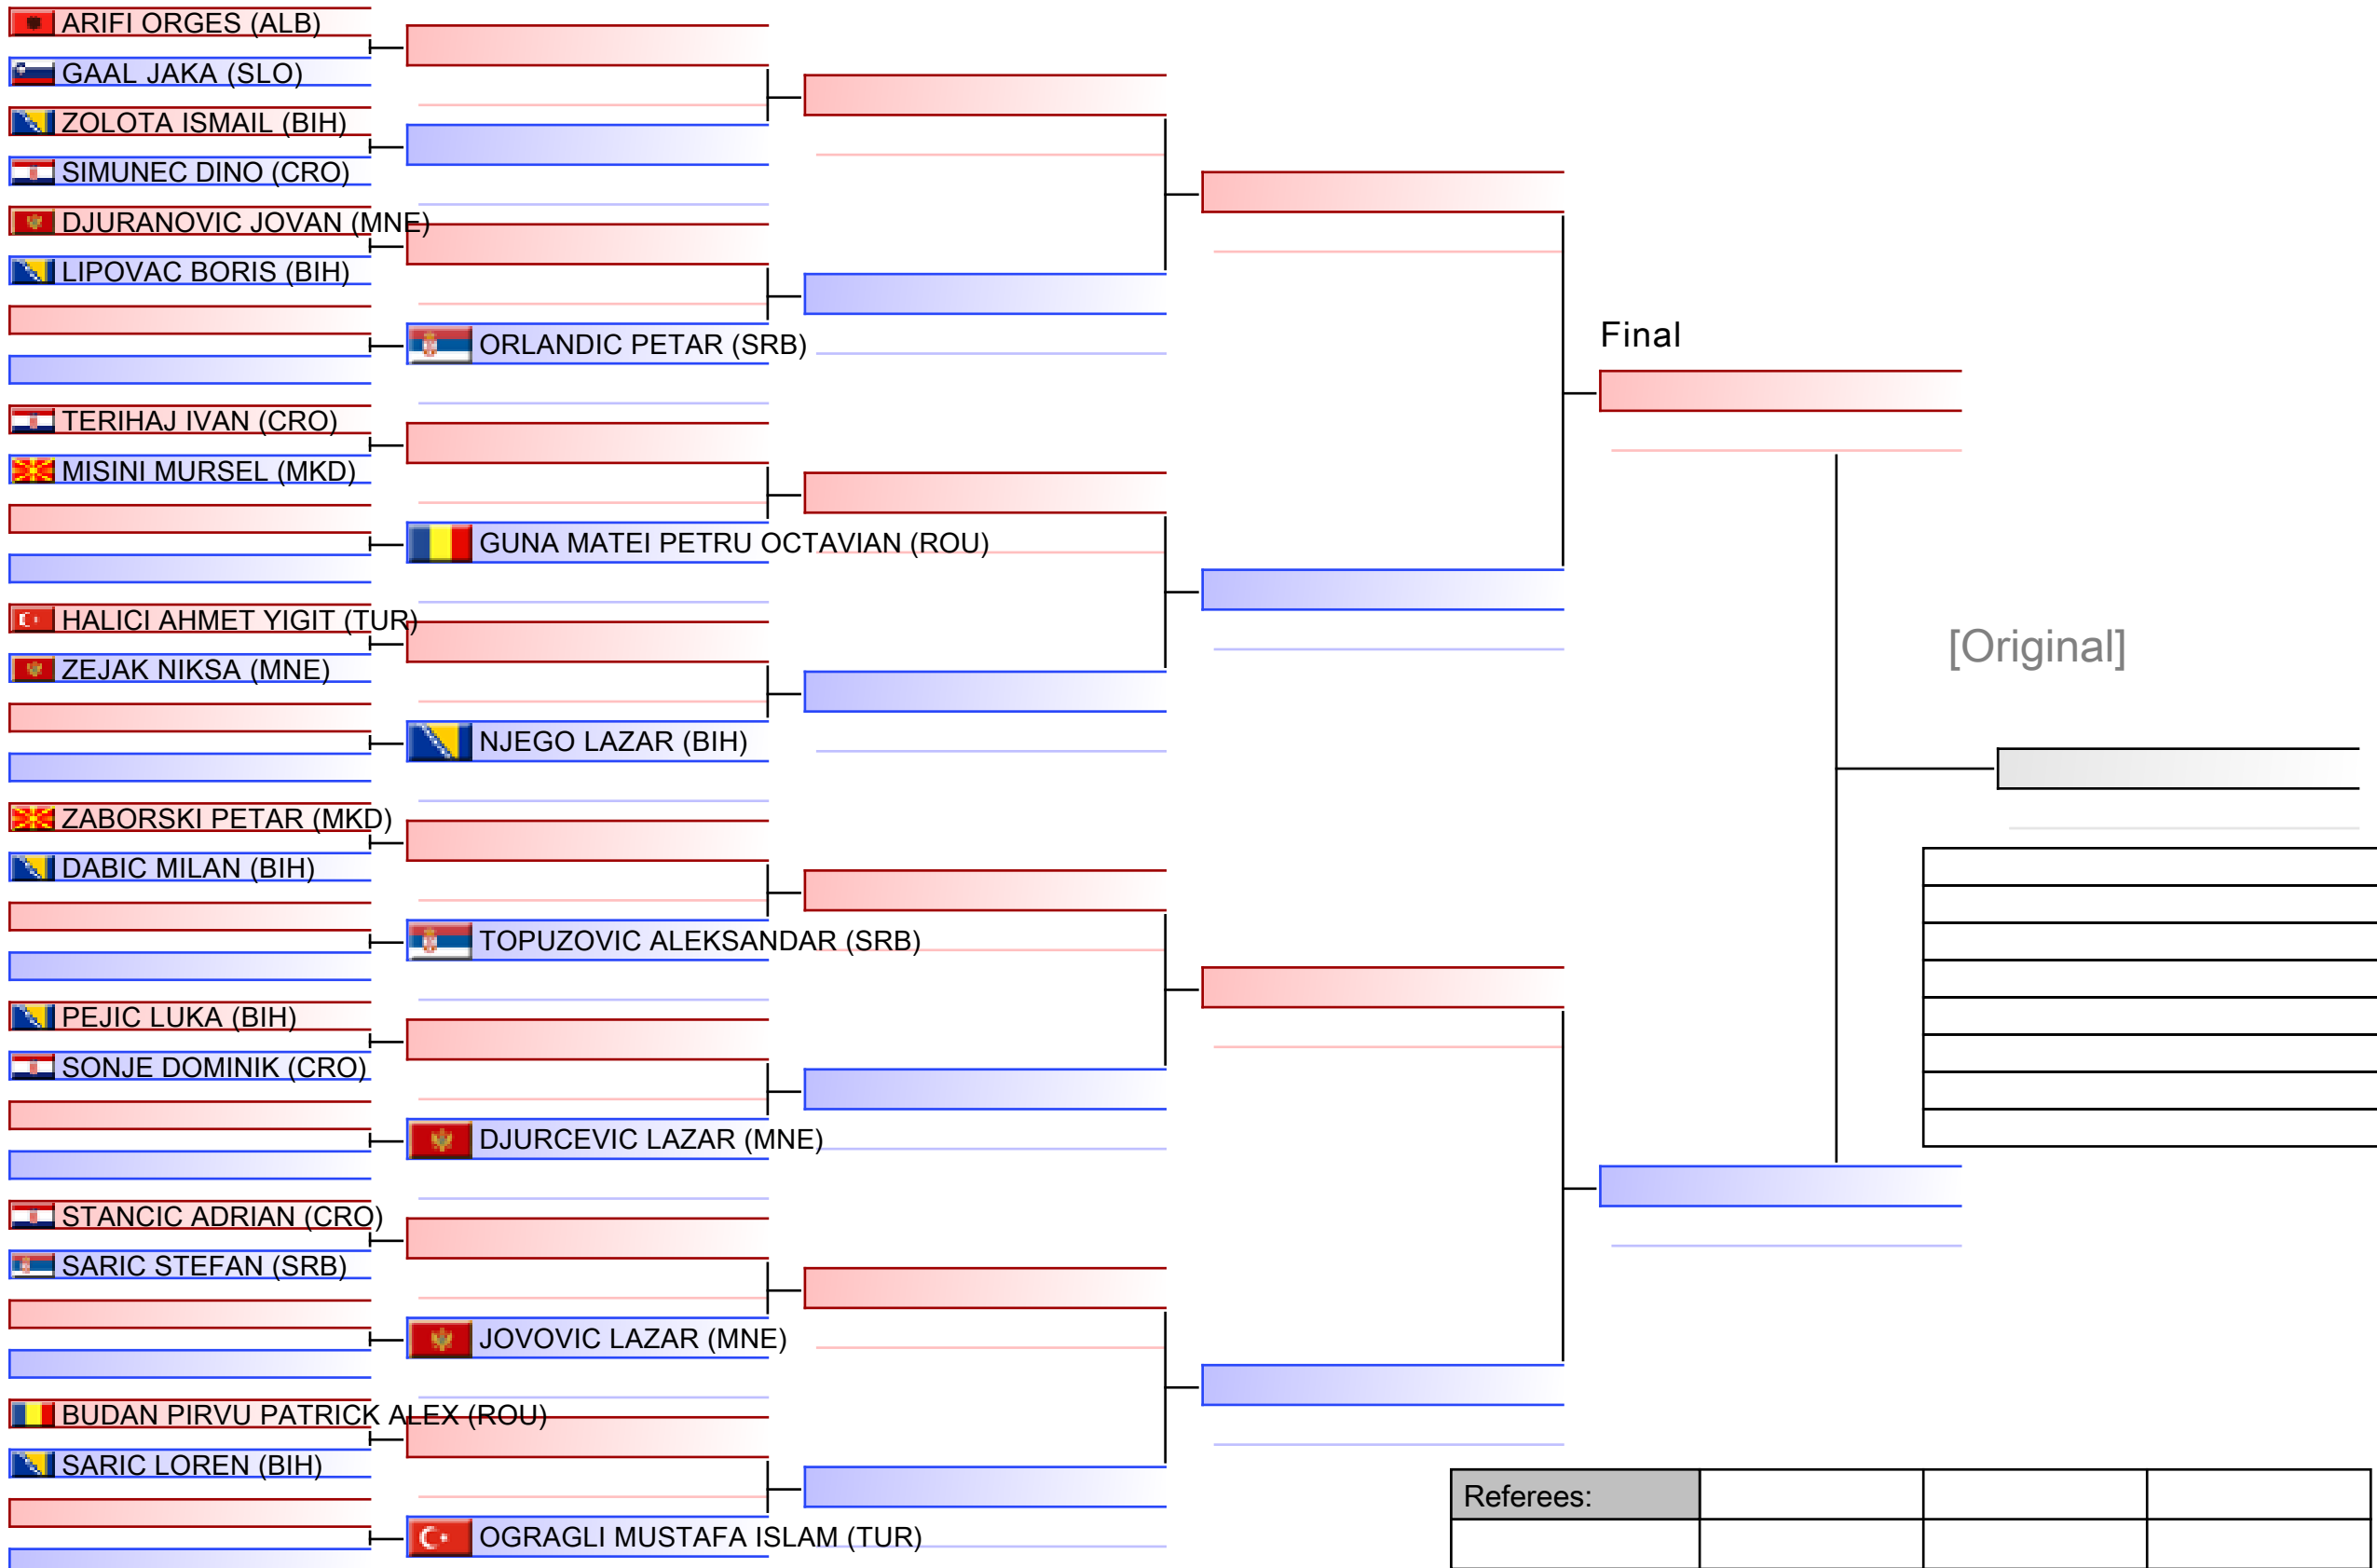 ARIFI ORGES (ALB)
GAAL JAKA (SLO)
ZOLOTA ISMAIL (BIH)
SIMUNEC DINO (CRO)
DJURANOVIC JOVAN (MNE)
LIPOVAC BORIS (BIH)
ORLANDIC PETAR (SRB)
TERIHAJ IVAN (CRO)
MISINI MURSEL (MKD)
GUNA MATEI PETRU OCTAVIAN (ROU)
HALICI AHMET YIGIT (TUR)
ZEJAK NIKSA (MNE)
NJEGO LAZAR (BIH)
ZABORSKI PETAR (MKD)
DABIC MILAN (BIH)
TOPUZOVIC ALEKSANDAR (SRB)
PEJIC LUKA (BIH)
SONJE DOMINIK (CRO)
DJURCEVIC LAZAR (MNE)
STANCIC ADRIAN (CRO)
SARIC STEFAN (SRB)
JOVOVIC LAZAR (MNE)
BUDAN PIRVU PATRICK ALEX (ROU)
SARIC LOREN (BIH)
OGRAGLI MUSTAFA ISLAM (TUR)
Final
[Original]
Referees: